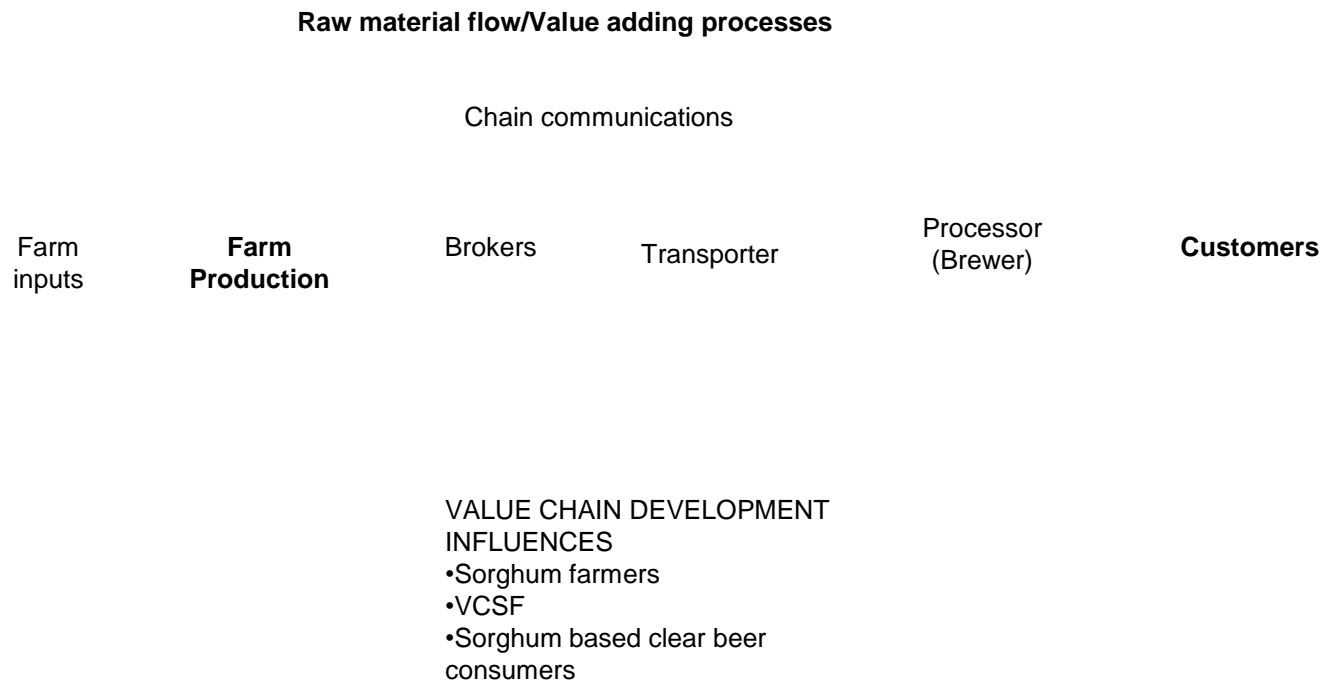 Raw material flow/Value adding processes
Chain communications
Farm
inputs
Farm
Production
Brokers
Transporter
Processor
(Brewer)
Customers
VALUE CHAIN DEVELOPMENT
INFLUENCES
•Sorghum farmers
•VCSF
•Sorghum based clear beer
consumers